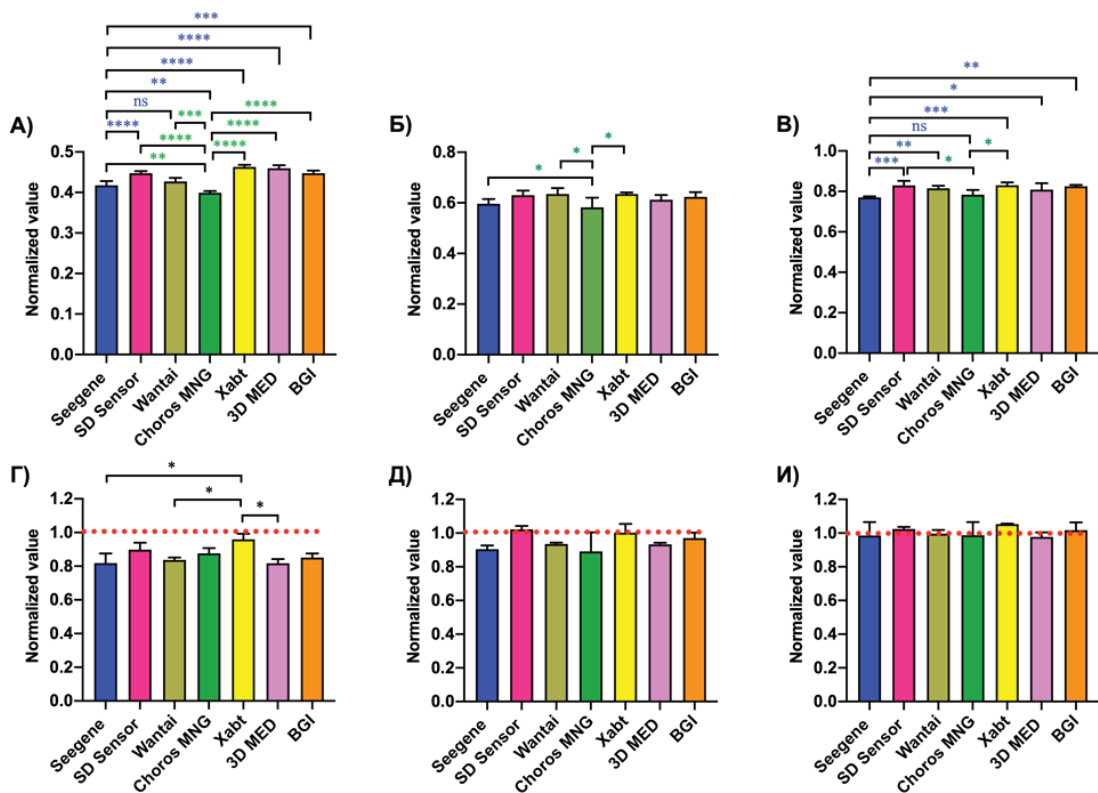 ***
****
****
**
ns
***
****
****
****
****
****
**
А)
Normalized value
0.5
0.4
0.3
0.2
0.1
0.0
Seegene
SD Sensor
Wantai
Choros MNG
Xabt
3D MED
BGI
*
*
*
Б)
Normalized value
0.8
0.6
0.4
0.2
0.0
Seegene
SD Sensor
Wantai
Choros MNG
Xabt
3D MED
BGI
**
*
***
ns
**
*
***
*
В)
Normalized value
1.0
0.8
0.6
0.4
0.2
0.0
Seegene
SD Sensor
Wantai
Choros MNG
Xabt
3D MED
BGI
Г)
*
*
*
Normalized value
1.2
1.0
0.8
0.6
0.4
0.2
0.0
Seegene
SD Sensor
Wantai
Choros MNG
Xabt
3D MED
BGI
Д)
Normalized value
1.2
1.0
0.8
0.6
0.4
0.2
0.0
Seegene
SD Sensor
Wantai
Choros MNG
Xabt
3D MED
BGI
И)
Normalized value
1.2
1.0
0.8
0.6
0.4
0.2
0.0
Seegene
SD Sensor
Wantai
Choros MNG
Xabt
3D MED
BGI